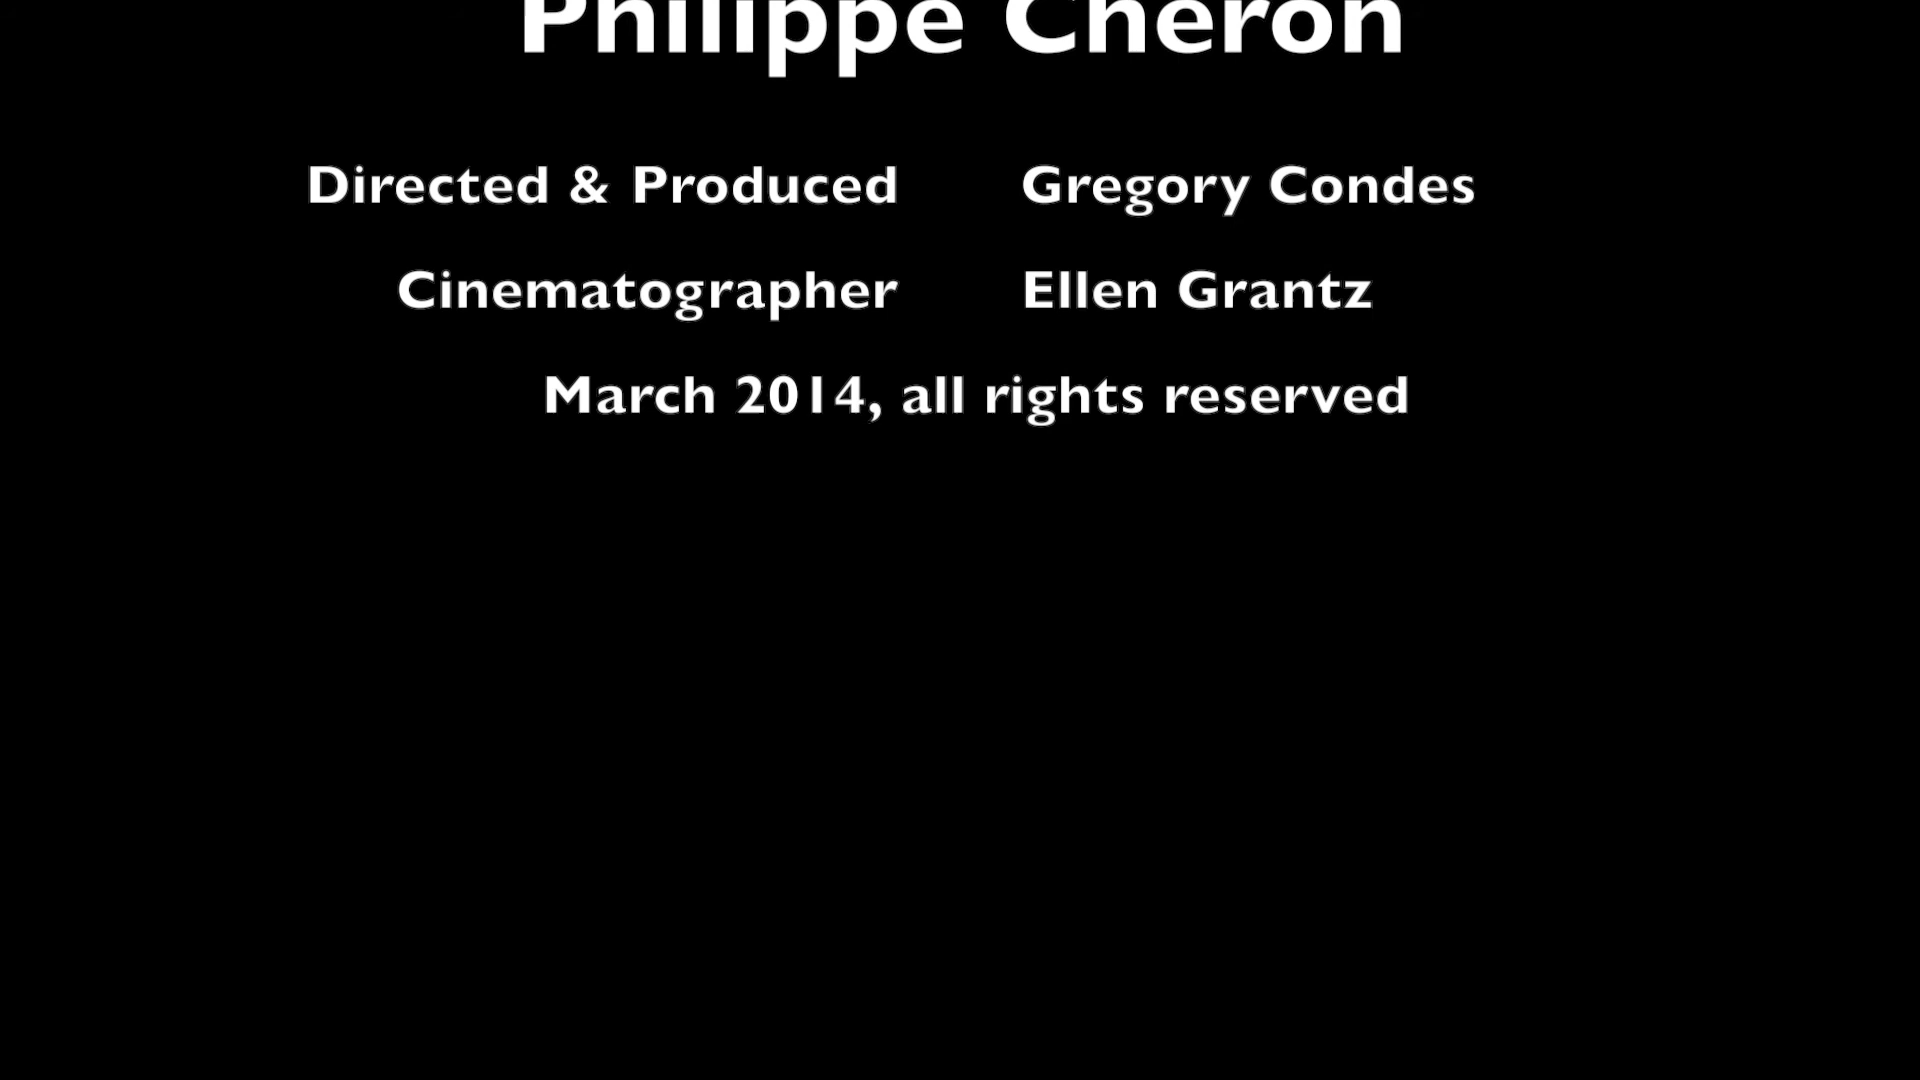 Philippe Cheron
Directed & Produced Gregory Condes
Cinematographer Ellen Grantz
March 2014, all rights reserved